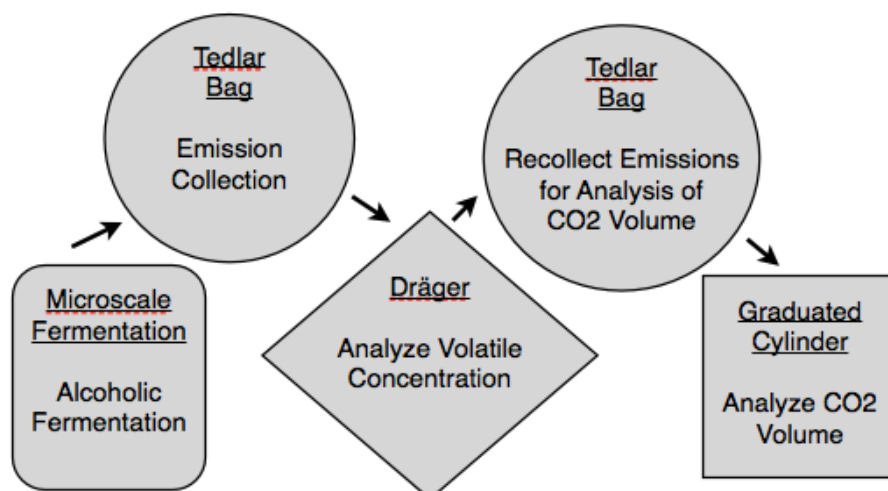 Microscale
Fermentation
Alcoholic
Fermentation
Tedlar
Bag
Emission
Collection
Dräger
Analyze Volatile
Concentration
Tedlar
Bag
Recollect Emissions
for Analysis of
CO2 Volume
Graduated
Cylinder
Analyze CO2
Volume